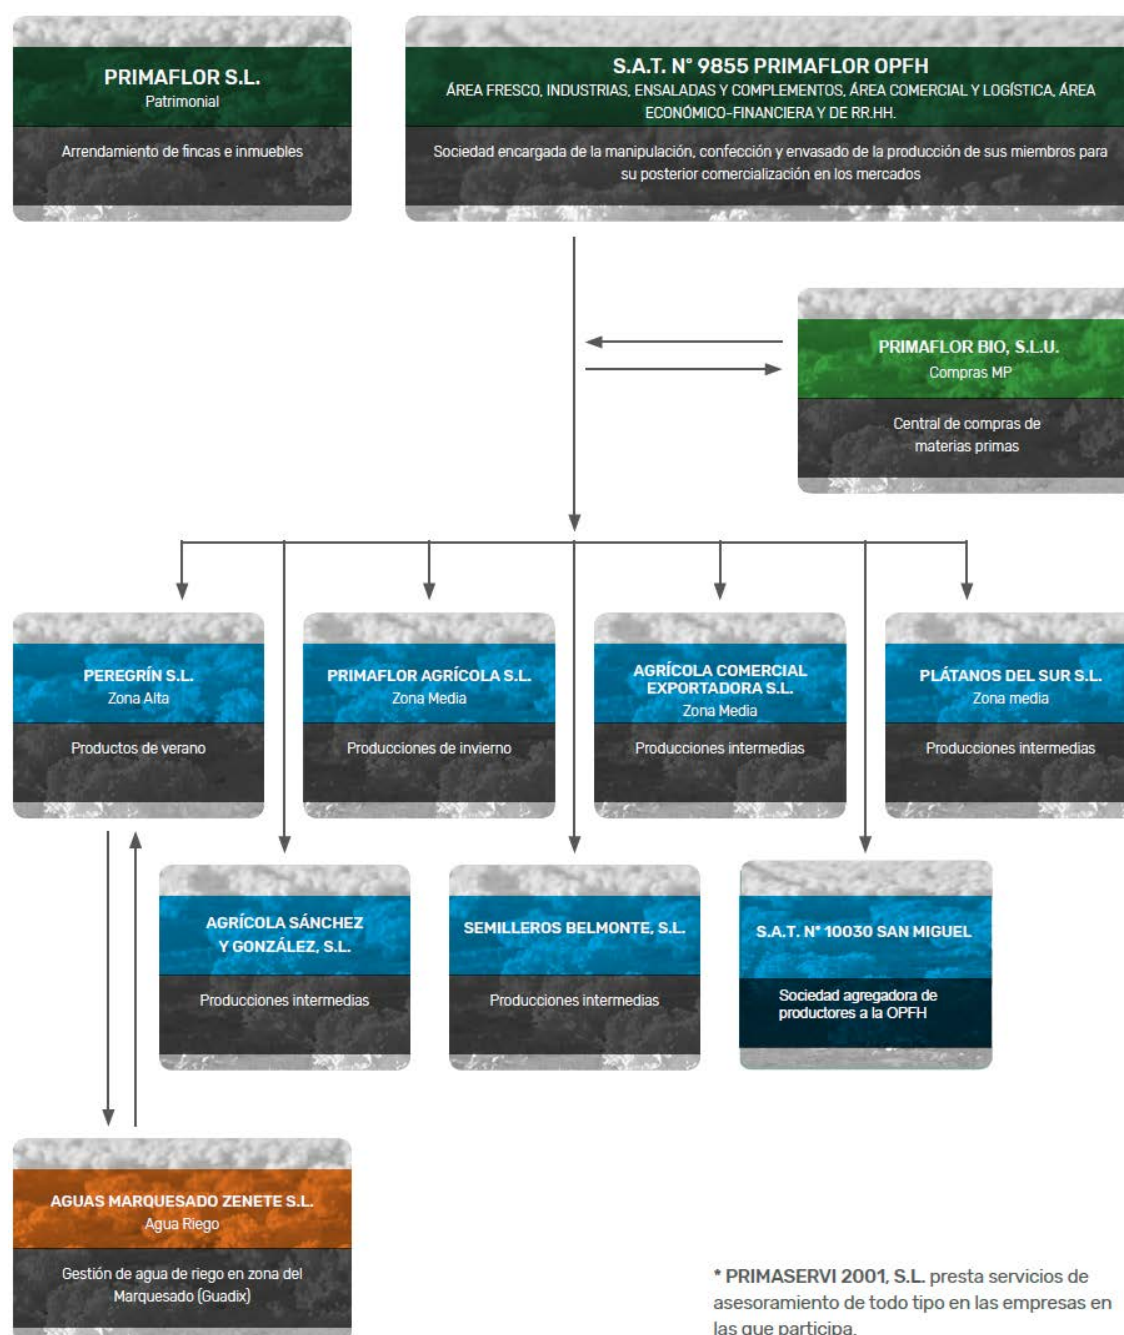 PRIMAFLOR S.L.
Patrimonial
Arrendamiento de fincas e inmuebles
S.A.T. N° 9855 PRIMAFLOR OPFH
ÁREA FRESCO, INDUSTRIAS, ENSALADAS Y COMPLEMENTOS, ÁREA COMERCIAL Y LOGÍSTICA, ÁREA
ECONÓMICO-FINANCIERA Y DE RR.HH.
Sociedad encargada de la manipulación, confección y envasado de la producción de sus miembros para
su posterior comercialización en los mercados
PRIMAFLOR BIO, S.L.U.
Compras MP
Central de compras de
materias primas
PEREGRÍN S.L.
Zona Alta
Productos de verano
PRIMAFLOR AGRÍCOLA S.L.
Zona Media
Producciones de invierno
AGRÍCOLA COMERCIAL
EXPORTADORA S.L.
Zona Media
Producciones intermedias
PLÁTANOS DEL SUR S.L.
Zona media
Producciones intermedias
AGRÍCOLA SÁNCHEZ
Y GONZÁLEZ, S.L.
Producciones intermedias
SEMILLEROS BELMONTE, S.L.
Producciones intermedias
S.A.T. N° 10030 SAN MIGUEL
Sociedad agregadora de
productores a la OPFH
AGUAS MARQUESADO ZENETE S.L.
Agua Riego
Gestión de agua de riego en zona del
Marquesado (Guadix)
* PRIMASERVI 2001, S.L. presta servicios de
asesoramiento de todo tipo en las empresas en
las que participa.